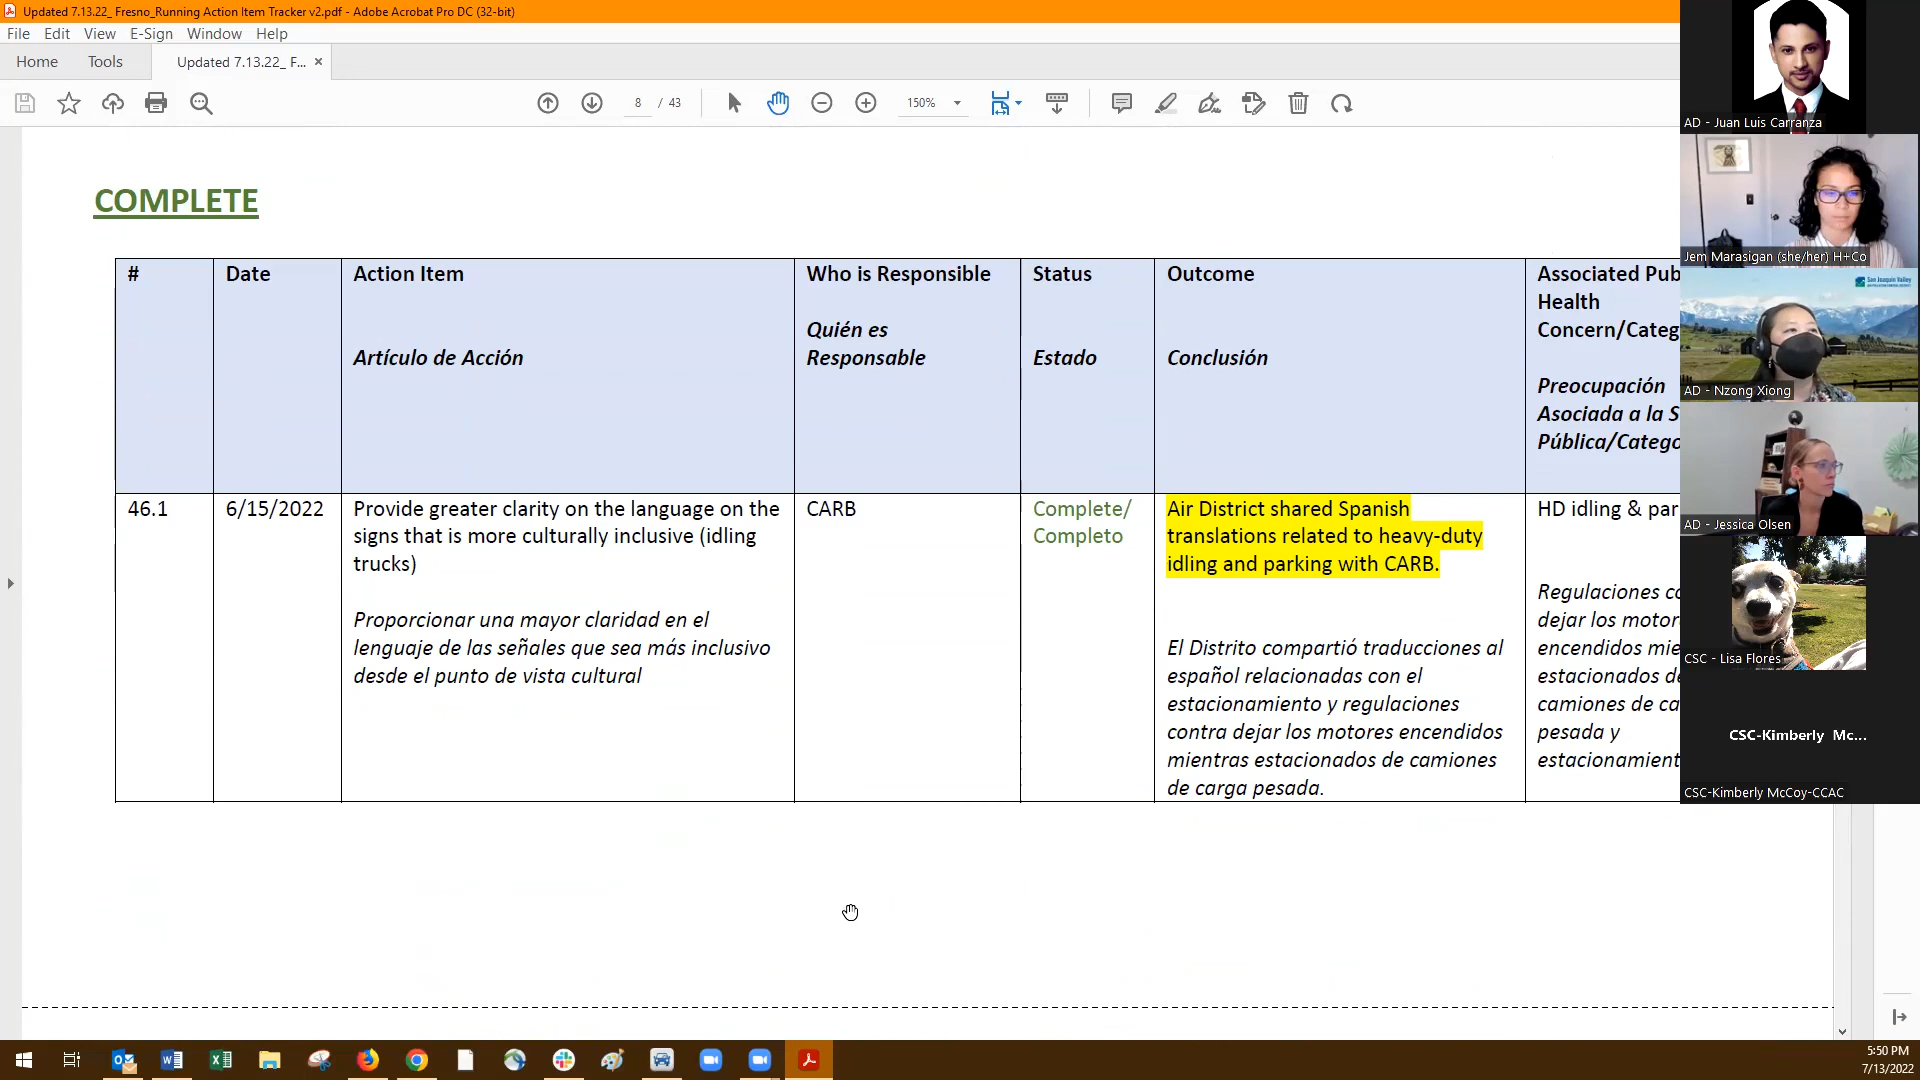 Updated 7.13.22_ Fresno_Running Action Item Tracker v2.pdf - Adobe Acrobat Pro DC (32-bit)
File Edit View E-Sign Window Help
Home Tools Updated 7.13.22_ F... ×
8 / 43 150%
COMPLETE
# Date Action Item Who is Responsible Status Outcome Associated Pub
Health
Concern/Categ
Artículo de Acción Quién es Responsable Estado Conclusión
Preocupación
Asociada a la S
Pública/Catego
46.1 6/15/2022
Provide greater clarity on the language on the
signs that is more culturally inclusive (idling
trucks)
Proporcionar una mayor claridad en el
lenguaje de las señales que sea más inclusivo
desde el punto de vista cultural
CARB
Complete/
Completo
Air District shared Spanish
translations related to heavy-duty
idling and parking with CARB.
El Distrito compartió traducciones al
español relacionadas con el
estacionamiento y regulaciones
contra dejar los motores encendidos
mientras estacionados de camiones
de carga pesada.
HD idling & par
Regulaciones co
dejar los motor
encendidos mie
estacionados de
camiones de ca
pesada y
estacionamient
AD - Juan Luis Carranza
Jem Marasigan (she/her) H+Co
San Joaquin Valley
AD - Nzong Xiong
AD - Jessica Olsen
CSC - Lisa Flores
CSC-Kimberly Mc...
CSC-Kimberly McCoy-CCAC
5:50 PM
7/13/2022